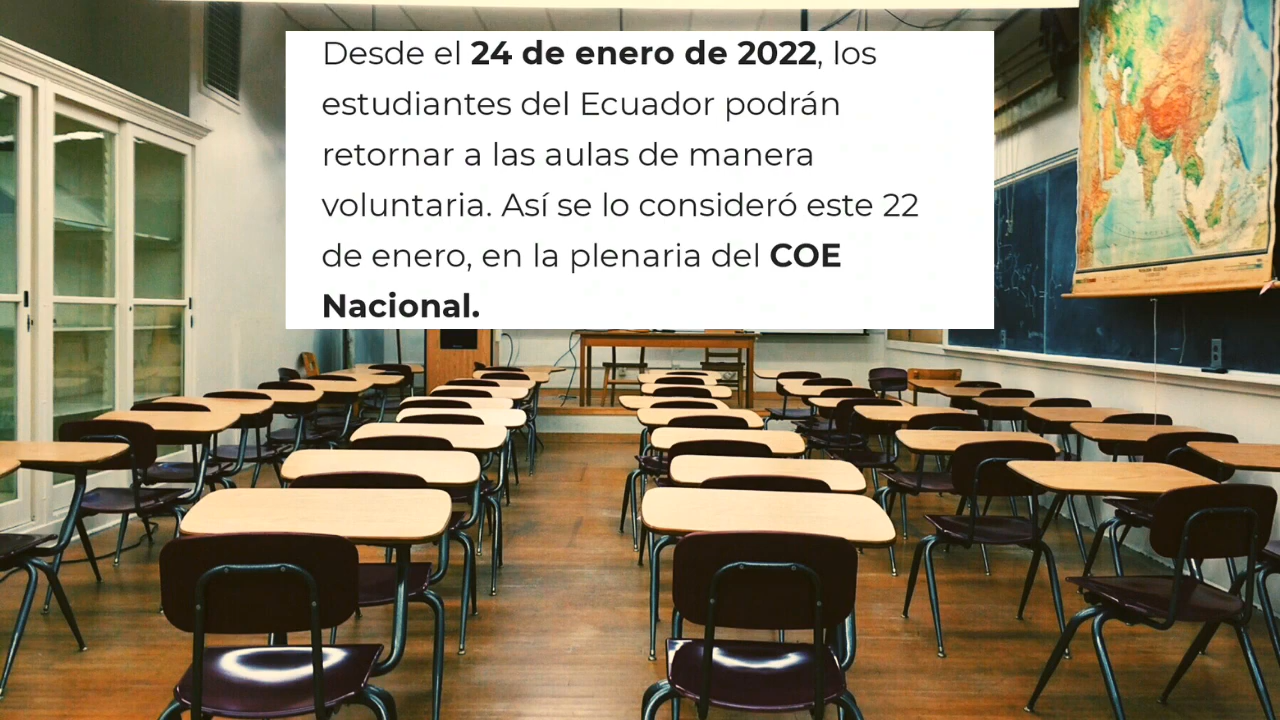 Desde el 24 de enero de 2022, los
estudiantes del Ecuador podrán
retornar a las aulas de manera
voluntaria. Así se lo consideró este 22
de enero, en la plenaria del COE
Nacional.